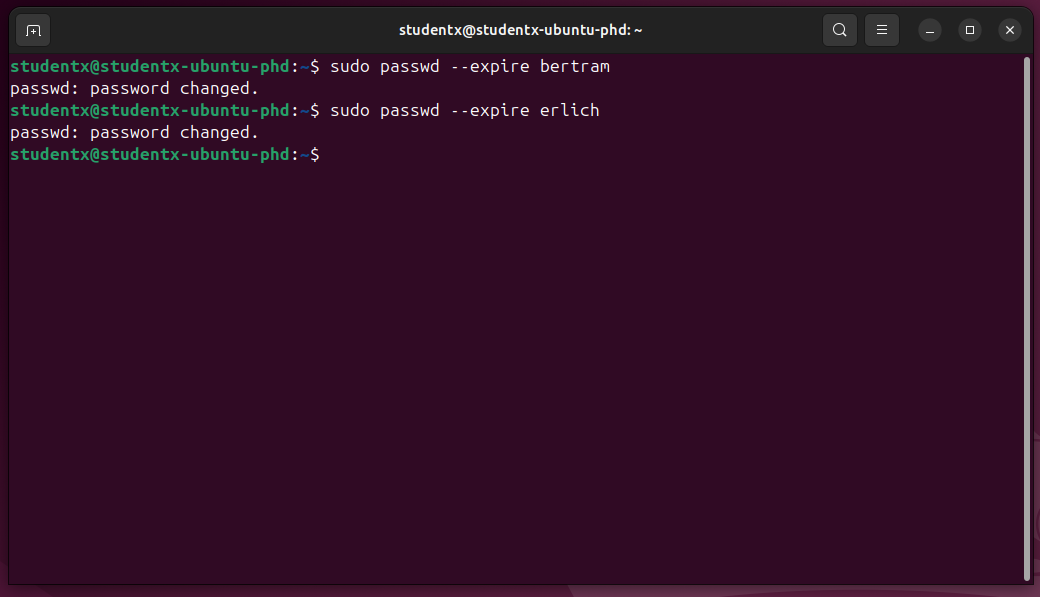 studentx@studentx-ubuntu-phd: ~
studentx@studentx-ubuntu-phd:~$ sudo passwd --expire bertram
passwd: password changed.
studentx@studentx-ubuntu-phd:~$ sudo passwd --expire erlich
passwd: password changed.
studentx@studentx-ubuntu-phd:~$